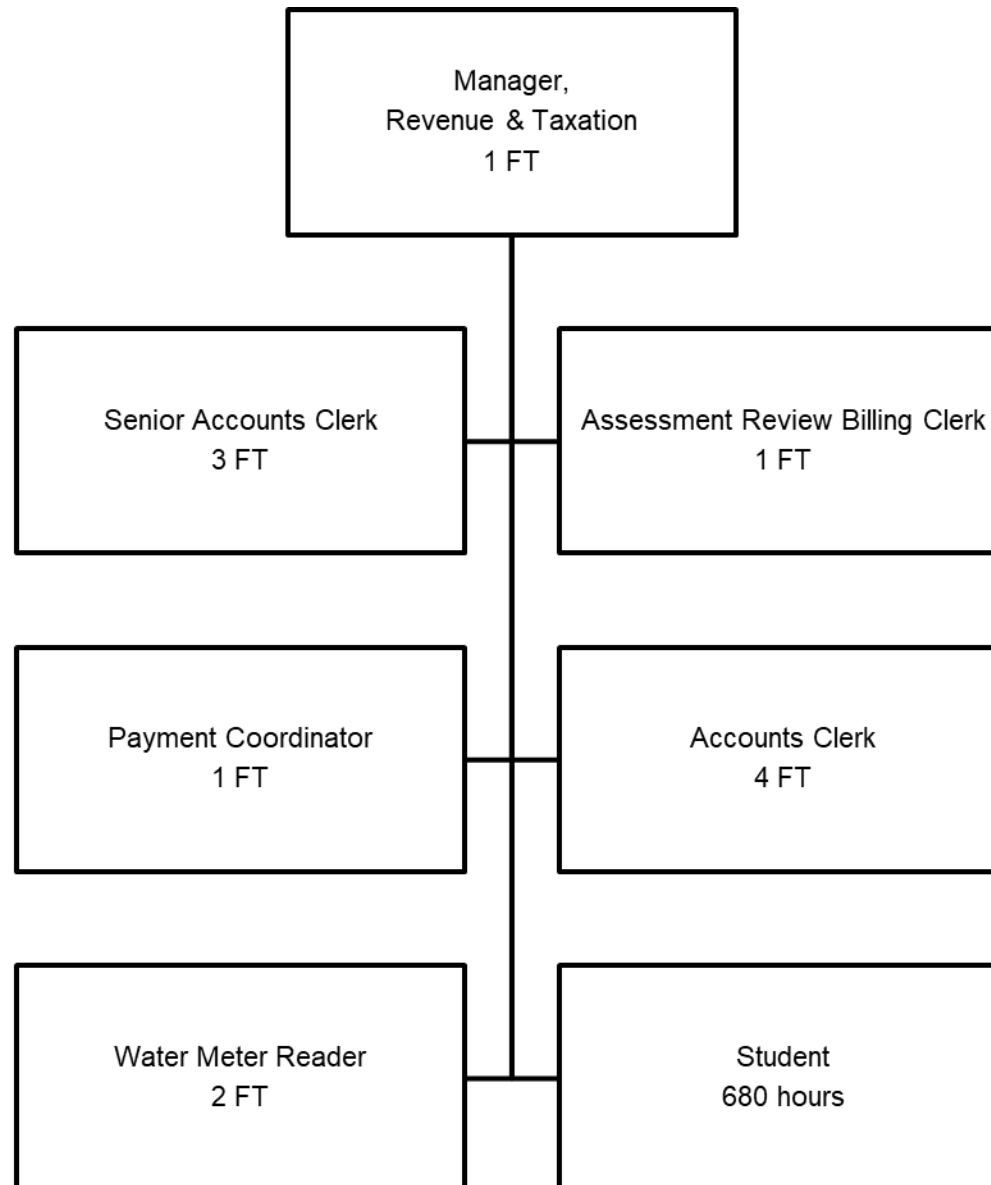 Manager,
Revenue & Taxation
1 FT
Senior Accounts Clerk
3 FT
Assessment Review Billing Clerk
1 FT
Payment Coordinator
1 FT
Accounts Clerk
4 FT
Water Meter Reader
2 FT
Student
680 hours